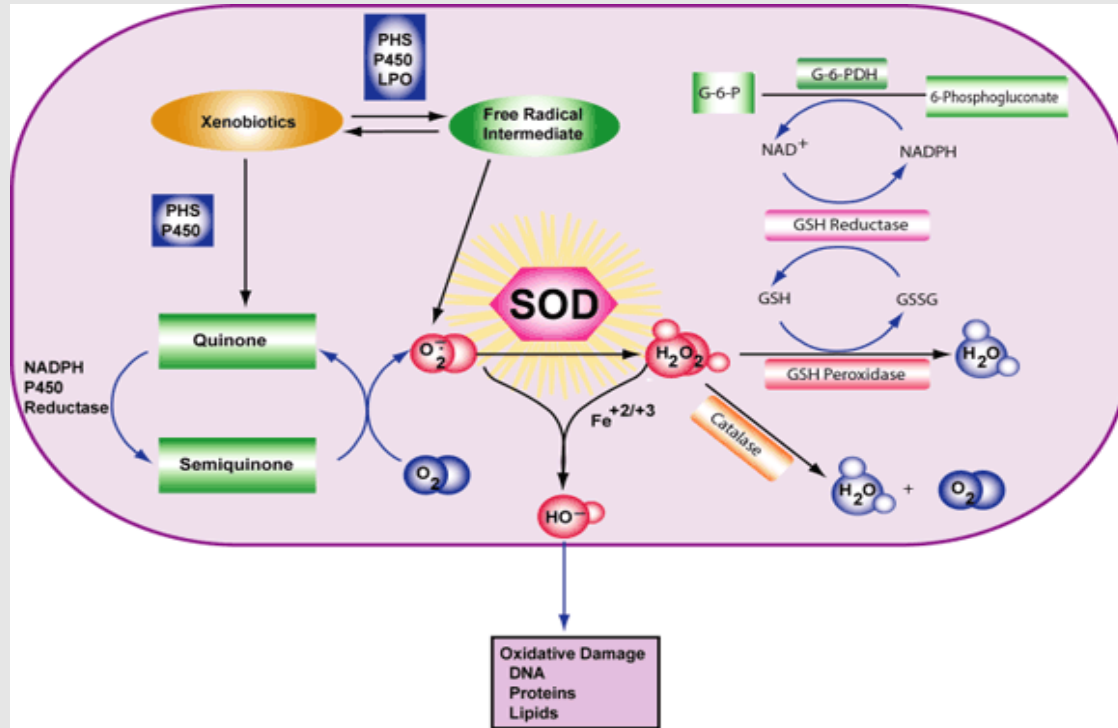 PHS
P450
LPO
Xenobiotics
Free Radical
Intermediate
G-6-P
G-6-PDH
6-Phosphogluconate
NAD+
NADPH
GSH Reductase
GSH
GSSG
PHS
P450
SOD
Quinone
NADPH
P450
Reductase
Semiquinone
O2
O2∸
H2O2
GSH Peroxidase
H2O
Fe+2/+3
Catalase
H2O + O2
HO−
Oxidative Damage
DNA
Proteins
Lipids